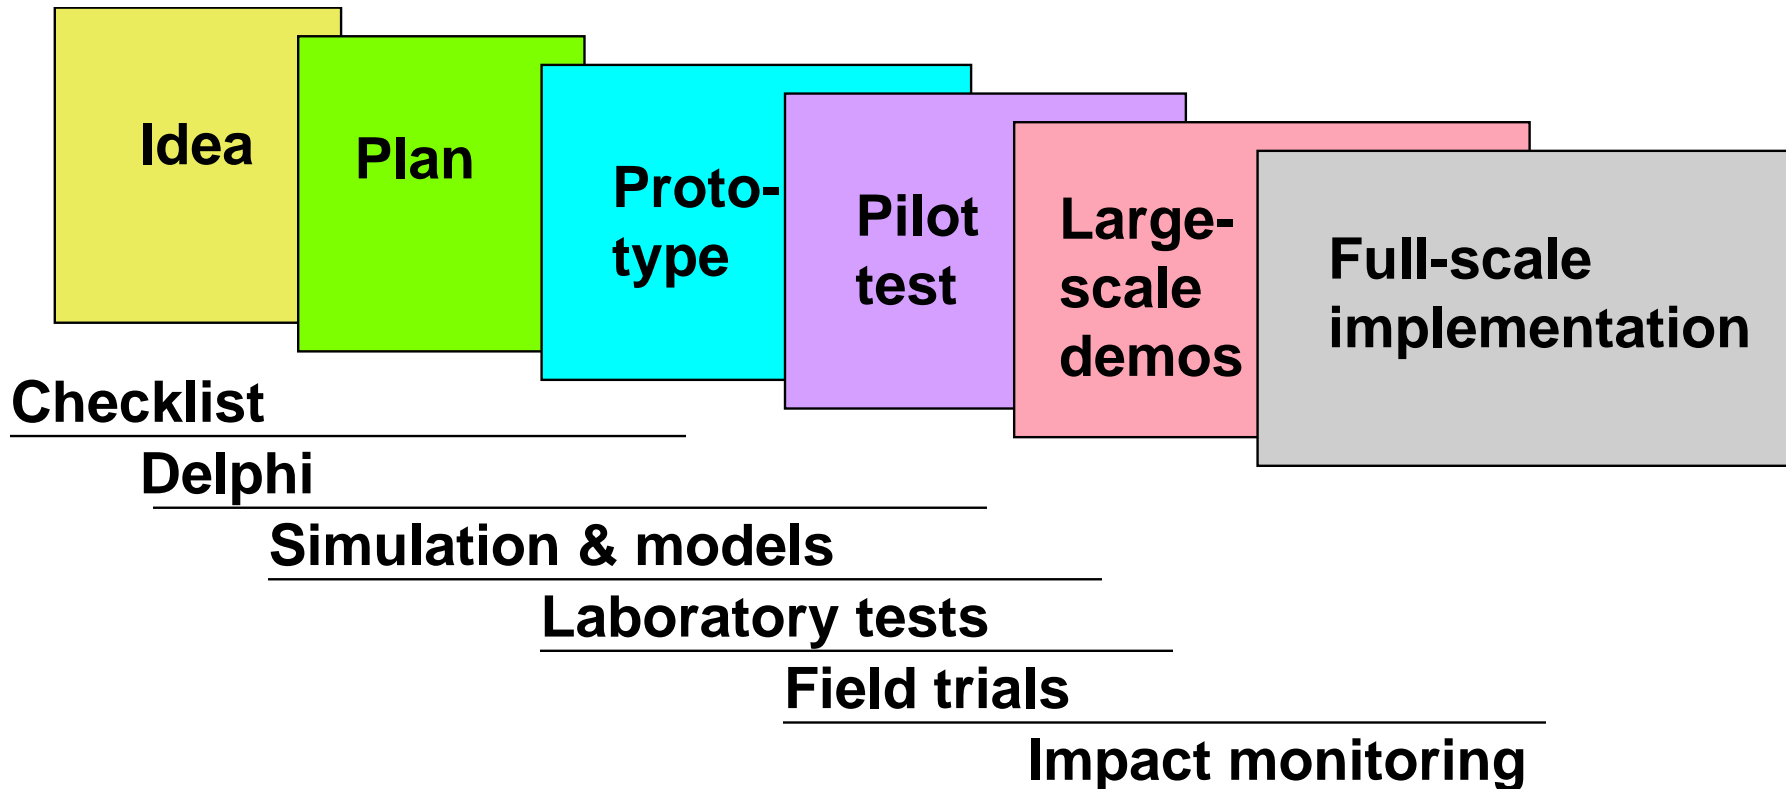 Idea
Plan
Proto-
type
Pilot
test
Large-
scale
demos
Full-scale
implementation
Checklist
Delphi
Simulation & models
Laboratory tests
Field trials
Impact monitoring